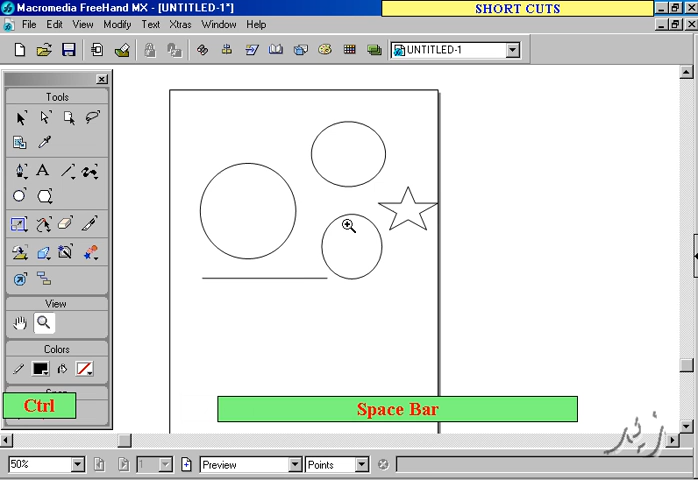 Macromedia FreeHand MX - [UNTITLED-1*]
SHORT CUTS
File Edit View Modify Text Xtras Window Help
UNTITLED-1
Tools
A
View
Colors
Ctrl
Space Bar
50%
1
Preview
Points